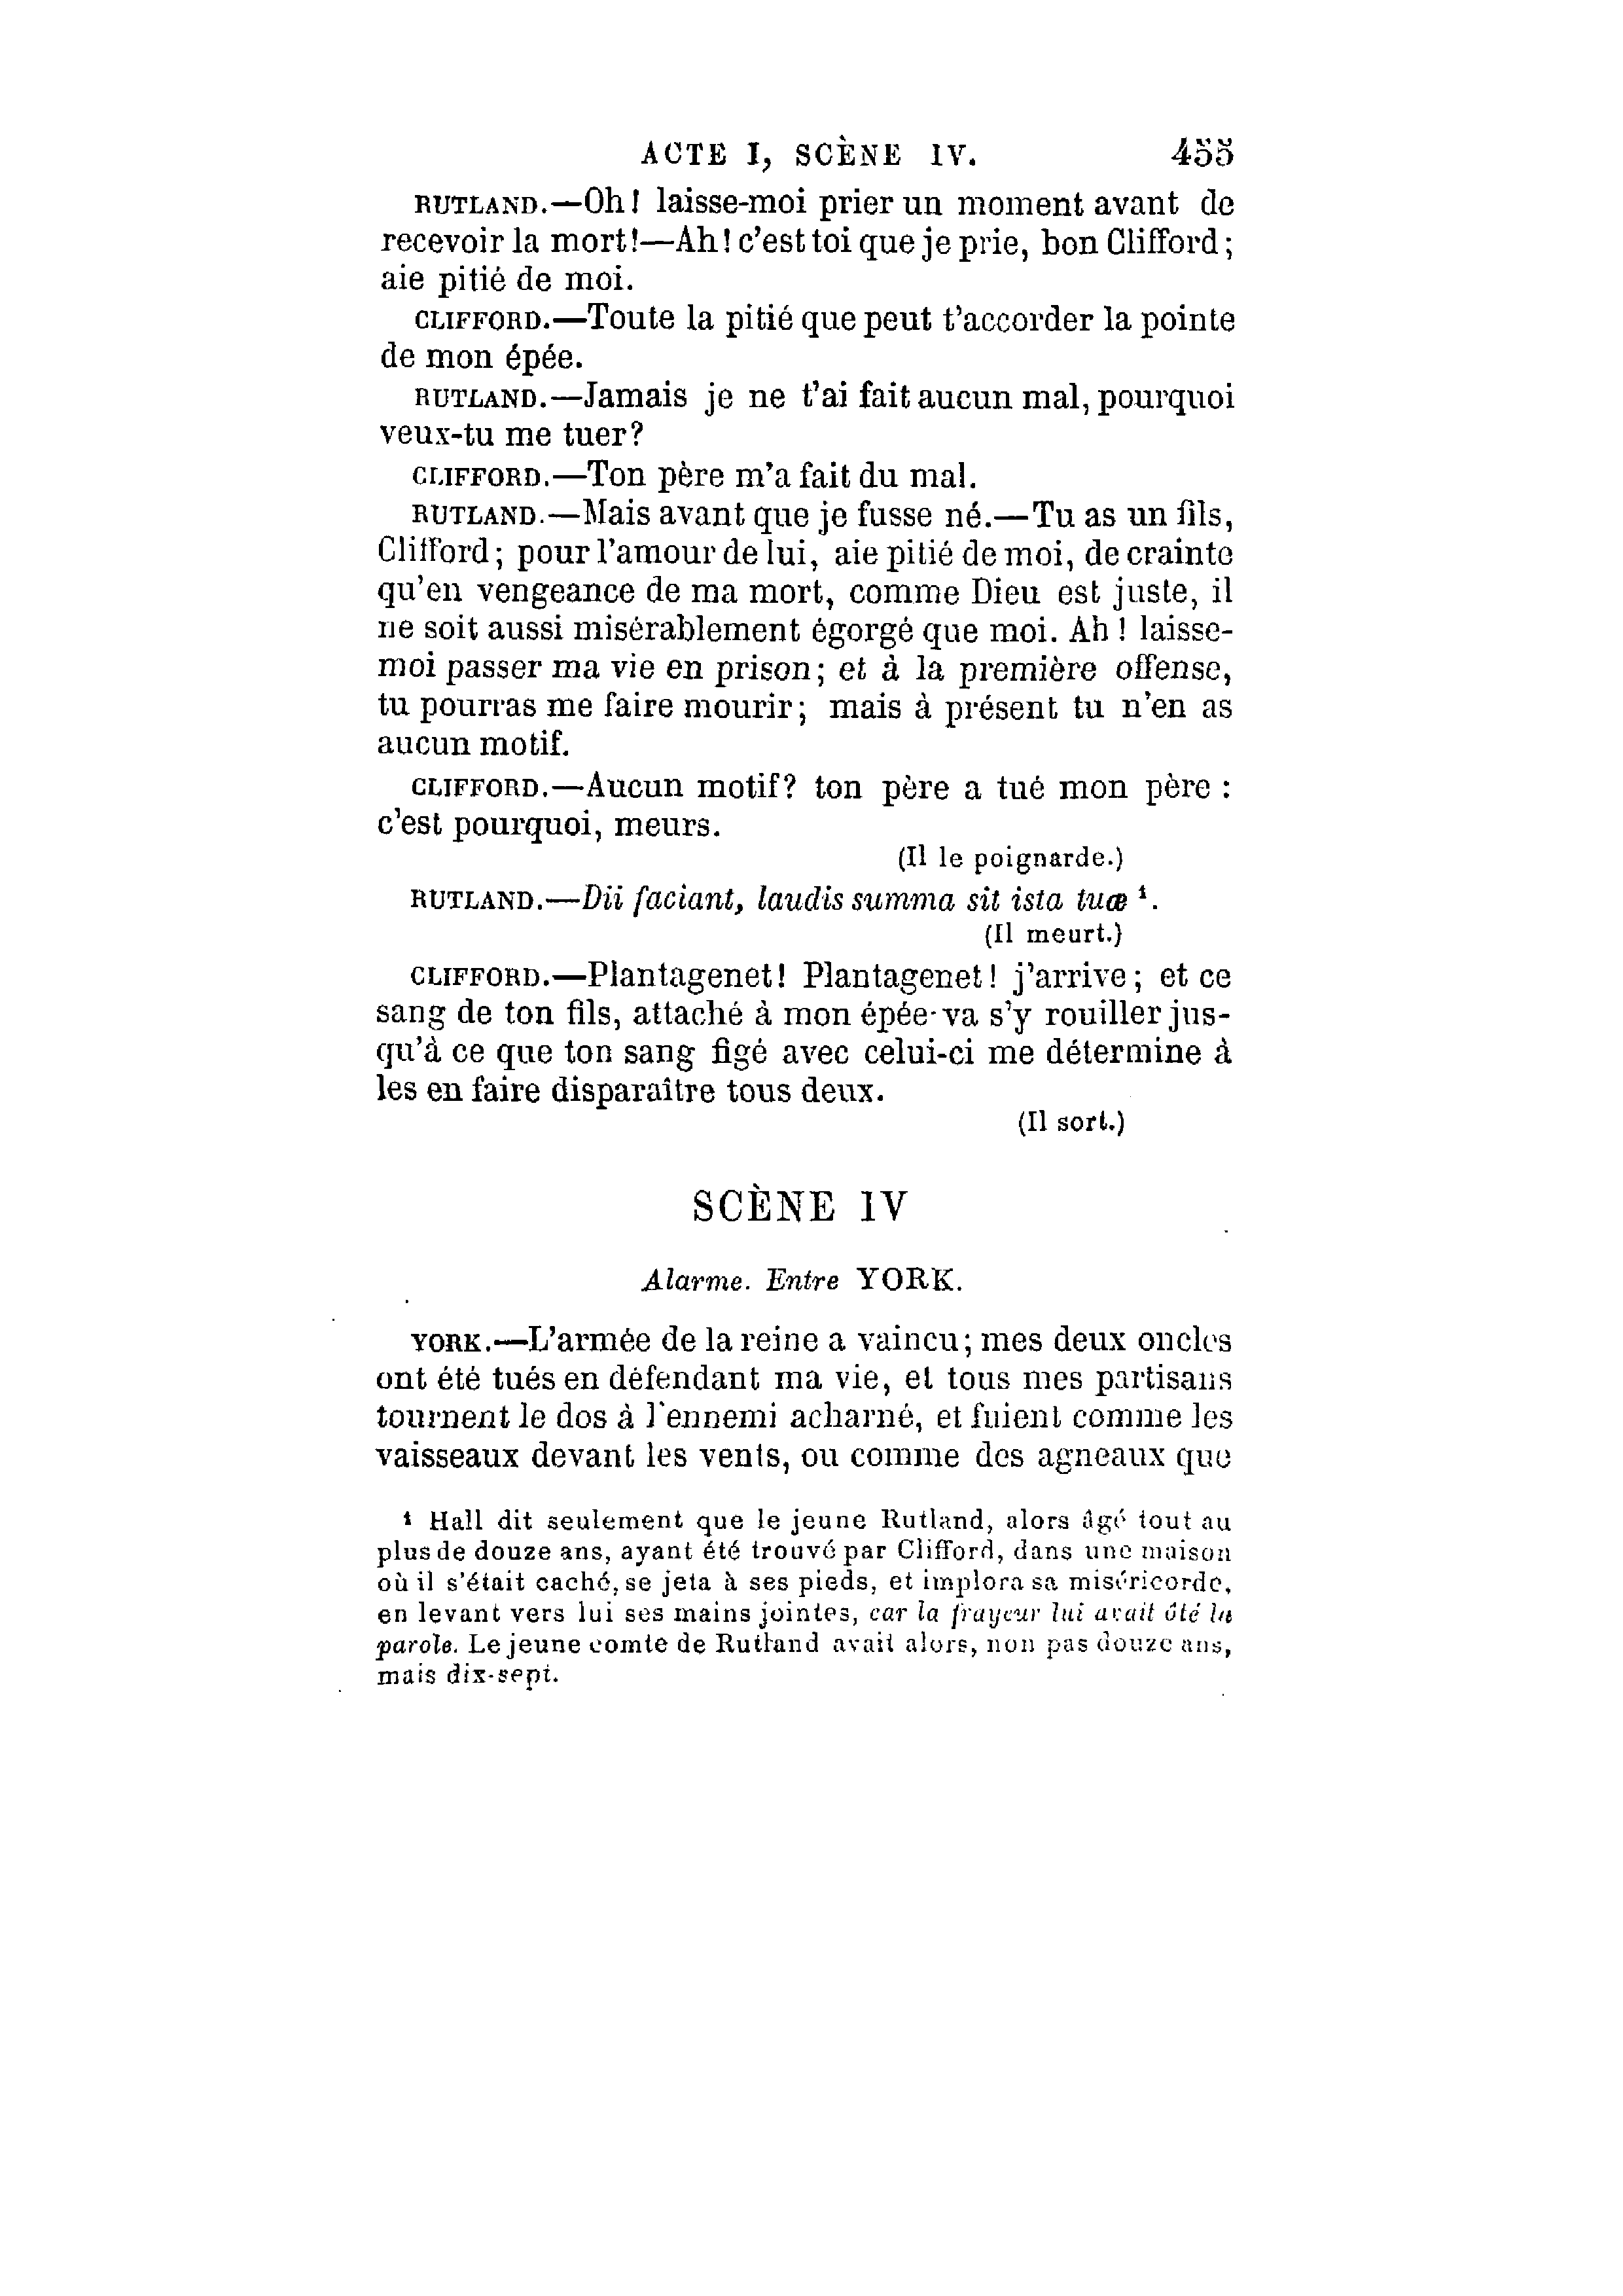 ACTE I, SCÈNE IV. 455
RUTLAND.—Oh! laisse-moi prier un moment avant de
recevoir la mort!—Ah! c'est toi que je prie, bon Clifford;
aie pitié de moi.
CLIFFORD.—Toute la pitié que peut t'accorder la pointe
de mon épée.
RUTLAND.—Jamais je ne t'ai fait aucun mal, pourquoi
veux-tu me tuer?
CLIFFORD.—Ton père m'a fait du mal.
RUTLAND.—Mais avant que je fusse né.—Tu as un fils,
Clifford; pour l'amour de lui, aie pitié de moi, de crainte
qu'en vengeance de ma mort, comme Dieu est juste, il
ne soit aussi misérablement égorgé que moi. Ah! laisse-
moi passer ma vie en prison; et à la première offense,
tu pourras me faire mourir; mais à présent tu n'en as
aucun motif.
CLIFFORD.—Aucun motif? ton père a tué mon père :
c'est pourquoi, meurs.
(Il le poignarde.)
RUTLAND.—Dii faciant, laudis summa sit ista tuæ ¹.
(Il meurt.)
CLIFFORD.—Plantagenet! Plantagenet! j'arrive; et ce
sang de ton fils, attaché à mon épée va s'y rouiller jus-
qu'à ce que ton sang figé avec celui-ci me détermine à
les en faire disparaître tous deux.
(Il sort.)
SCÈNE IV
Alarme. Entre YORK.
YORK.—L'armée de la reine a vaincu; mes deux oncles
ont été tués en défendant ma vie, et tous mes partisans
tournent le dos à l'ennemi acharné, et fuient comme les
vaisseaux devant les vents, ou comme des agneaux que
¹ Hall dit seulement que le jeune Rutland, alors âgé tout au
plus de douze ans, ayant été trouvé par Clifford, dans une maison
où il s'était caché, se jeta à ses pieds, et implora sa miséricorde,
en levant vers lui ses mains jointes, car la frayeur lui avait ôté la
parole. Le jeune comte de Rutland avait alors, non pas douze ans,
mais dix-sept.